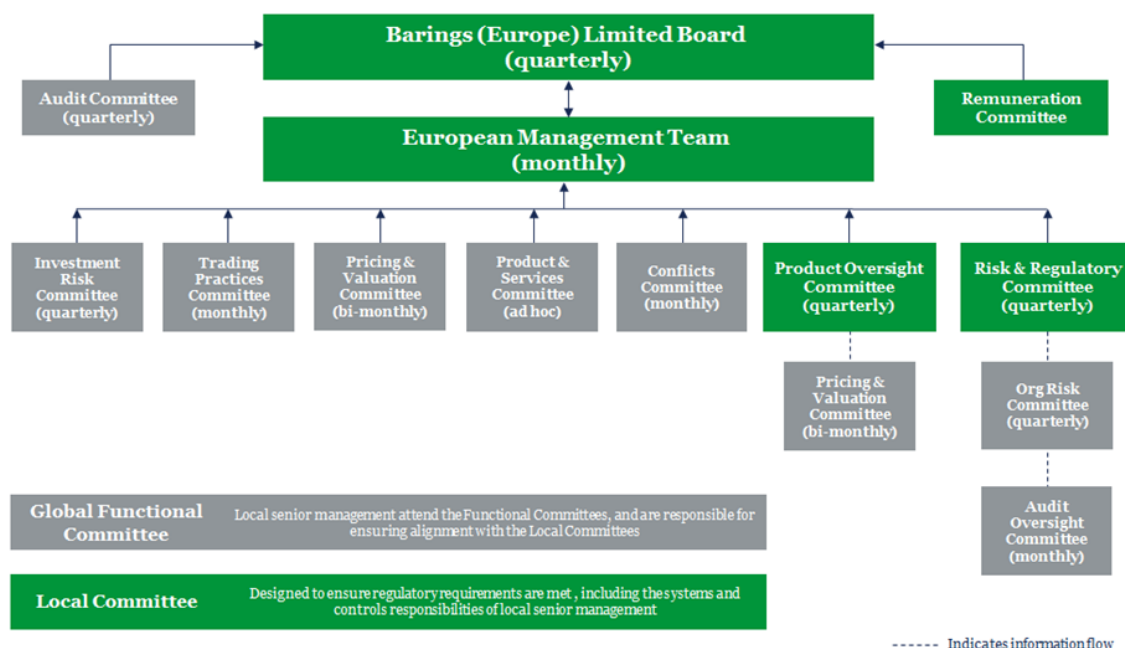 Barings (Europe) Limited Board
(quarterly)
Audit Committee
(quarterly)
Remuneration
Committee
European Management Team
(monthly)
Investment
Risk
Committee
(quarterly)
Trading
Practices
Committee
(monthly)
Pricing &
Valuation
Committee
(bi-monthly)
Product &
Services
Committee
(ad hoc)
Conflicts
Committee
(monthly)
Product Oversight
Committee
(quarterly)
Risk & Regulatory
Committee
(quarterly)
Pricing &
Valuation
Committee
(bi-monthly)
Org Risk
Committee
(quarterly)
Audit
Oversight
Committee
(monthly)
Global Functional
Committee
Local senior management attend the Functional Committees, and are responsible for
ensuring alignment with the Local Committees
Local Committee
Designed to ensure regulatory requirements are met , including the systems and
controls responsibilities of local senior management
Indicates information flow